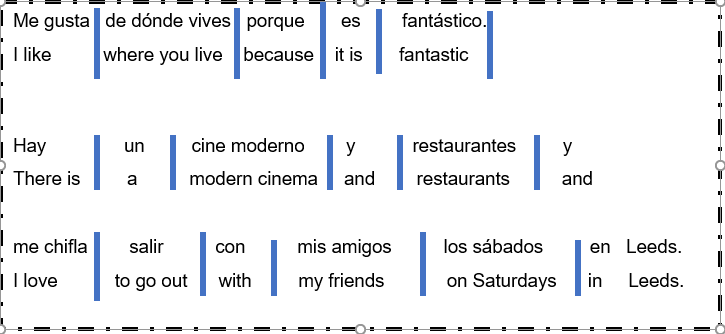 Me gusta de dónde vives porque es fantástico.
I like where you live because it is fantastic
Hay un cine moderno y restaurantes y
There is a modern cinema and restaurants and
me chifla salir con mis amigos los sábados en Leeds.
I love to go out with my friends on Saturdays in Leeds.